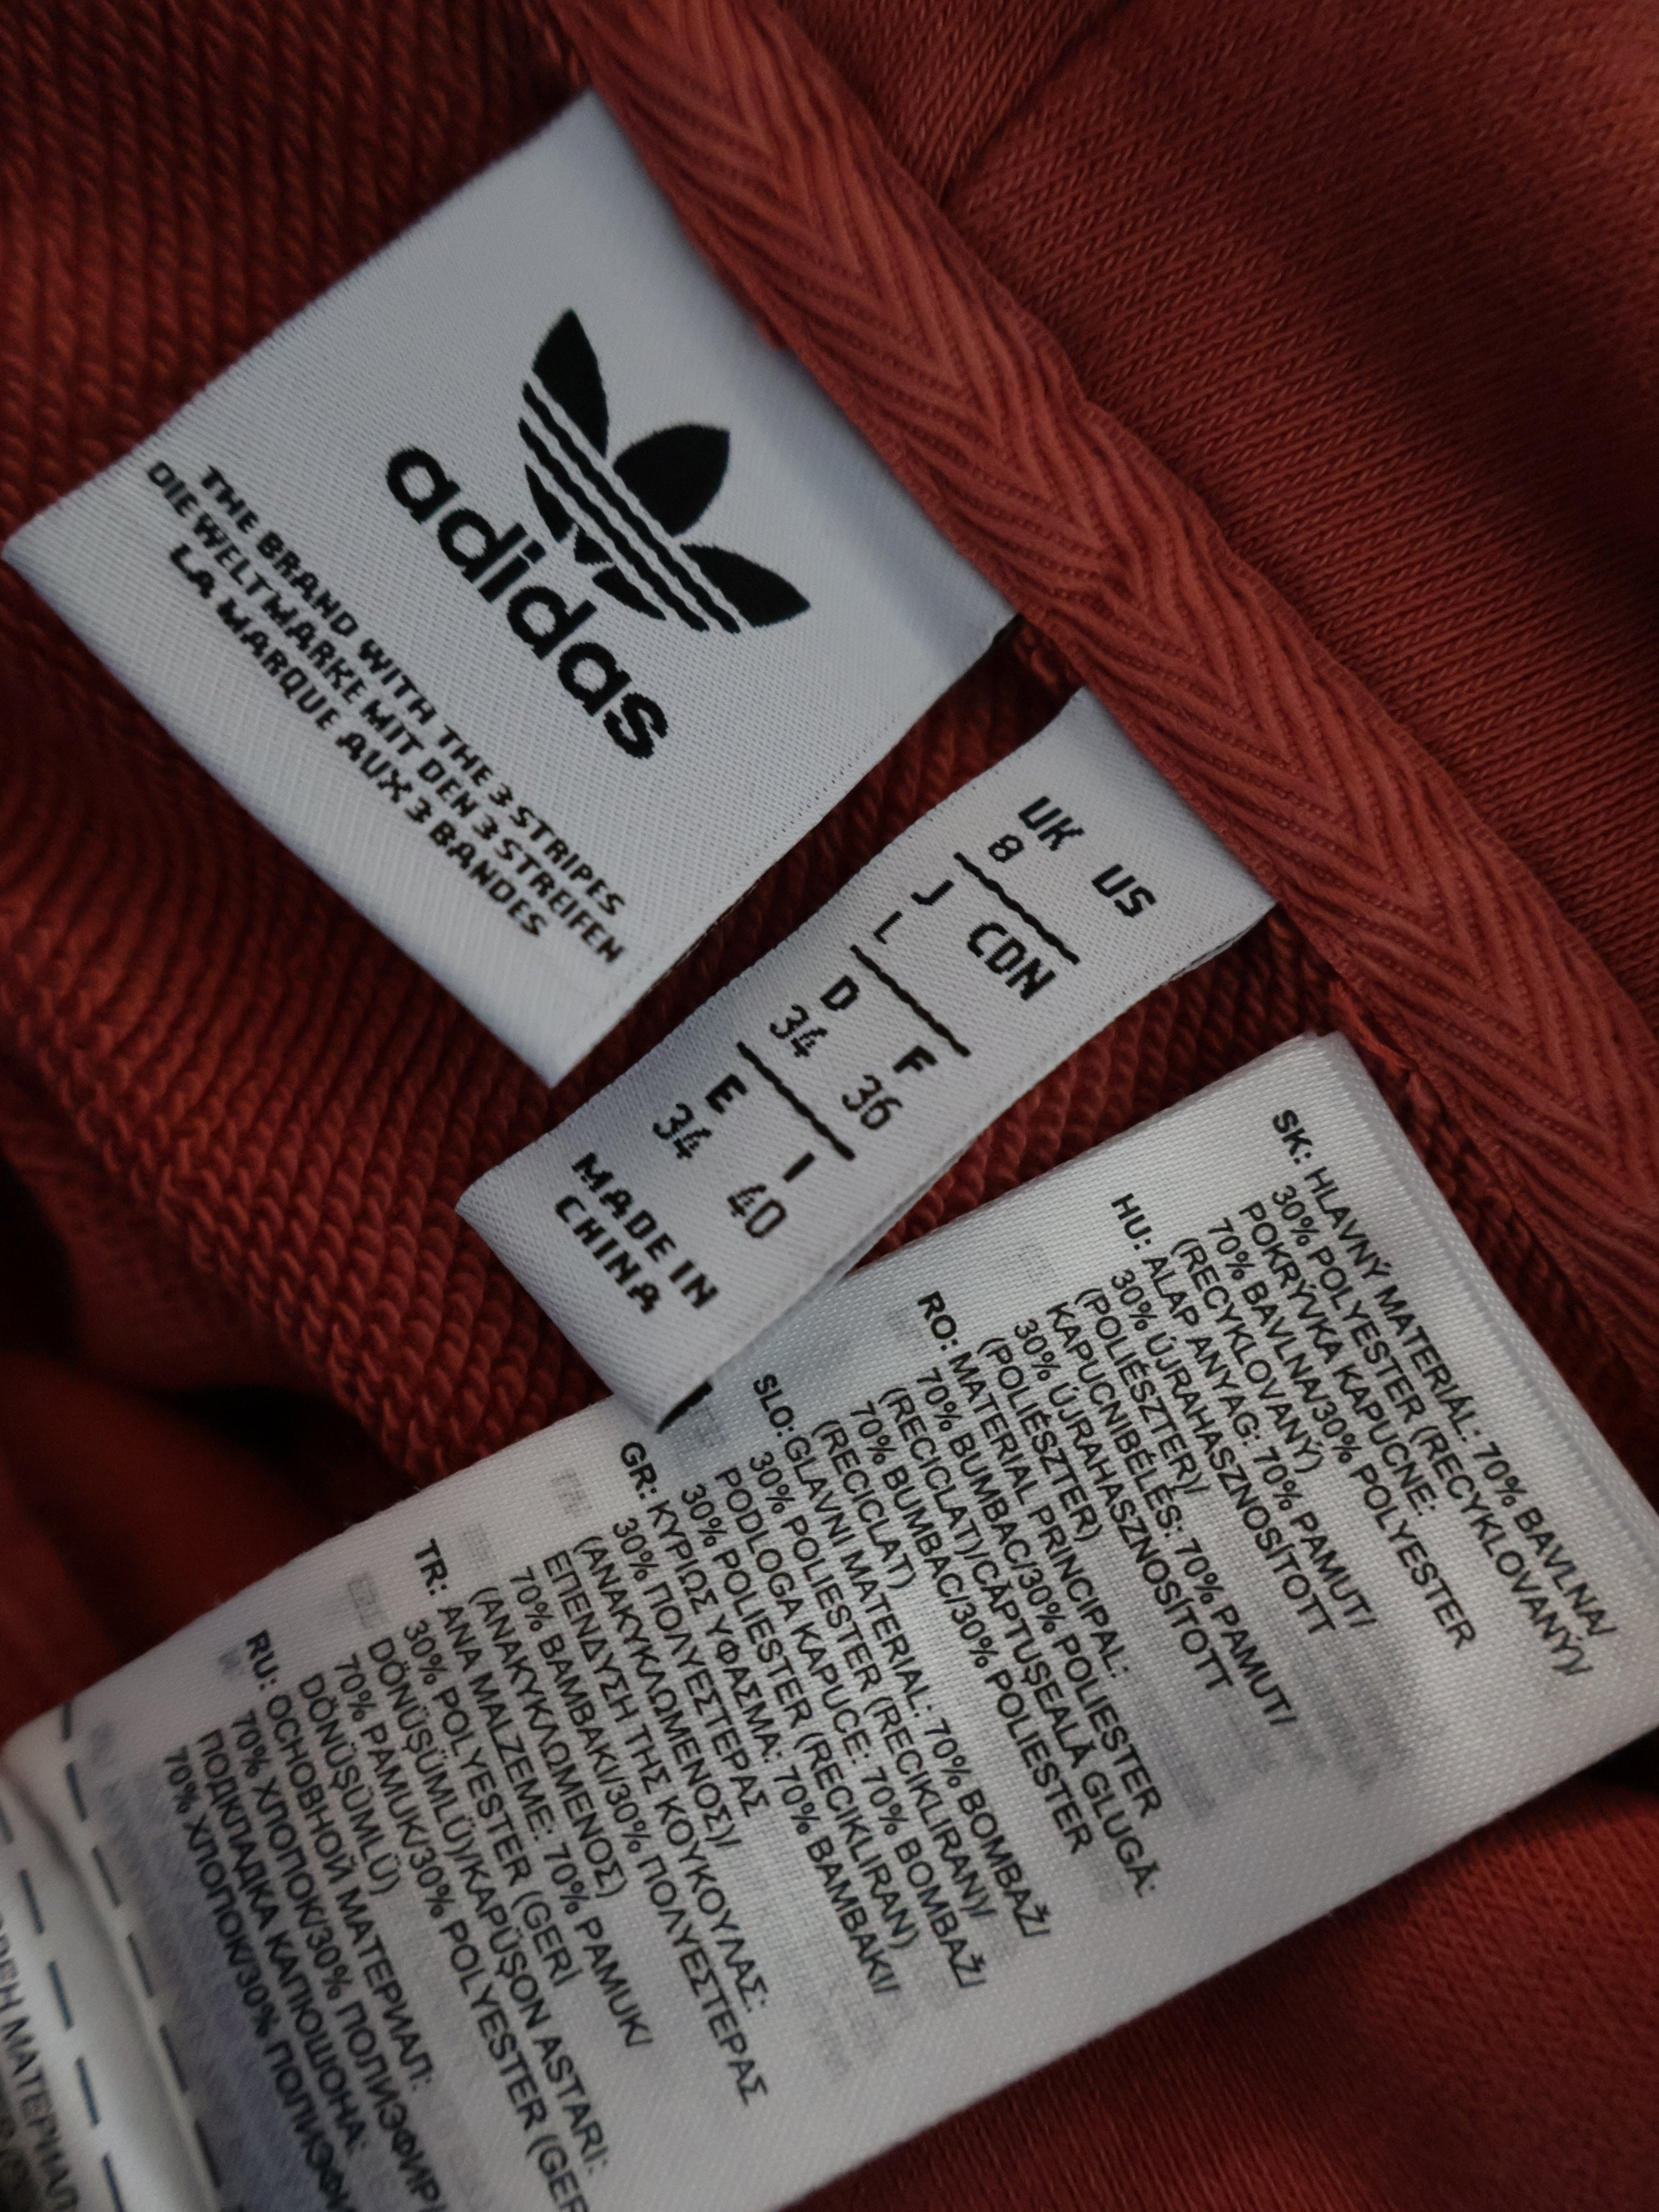 adidas
THE BRAND WITH THE 3 STRIPES
DIE WELTMARKE MIT DEN 3 STREIFEN
LA MARQUE AUX 3 BANDES
UK US
8
J CDN
L
D F
34 36
E I
34 40
MADE IN
CHINA
SK: HLAVNÝ MATERIÁL: 70% BAVLNA/
30% POLYESTER (RECYKLOVANÝ)/
POKRÝVKA KAPUCNE:
70% BAVLNA/30% POLYESTER
(RECYKLOVANÝ)
HU: ALAP ANYAG: 70% PAMUT/
30% ÚJRAHASZNOSÍTOTT
(POLIÉSZTER)/
KAPUCNIBÉLÉS: 70% PAMUT/
30% ÚJRAHASZNOSÍTOTT
(POLIÉSZTER)
RO: MATERIAL PRINCIPAL:
70% BUMBAC/30% POLIESTER
(RECICLAT)/CĂPTUŞEALĂ GLUGĂ:
70% BUMBAC/30% POLIESTER
(RECICLAT)
SLO: GLAVNI MATERIAL: 70% BOMBAŽ/
30% POLIESTER (RECIKLIRAN)/
PODLOGA KAPUCE: 70% BOMBAŽ/
30% POLIESTER (RECIKLIRAN)
GR: ΚΥΡΙΩΣ ΥΦΑΣΜΑ: 70% ΒΑΜΒΑΚΙ/
30% ΠΟΛΥΕΣΤΕΡΑΣ
(ΑΝΑΚΥΚΛΩΜΕΝΟΣ)/
ΕΠΕΝΔΥΣΗ ΤΗΣ ΚΟΥΚΟΥΛΑΣ:
70% ΒΑΜΒΑΚΙ/30% ΠΟΛΥΕΣΤΕΡΑΣ
(ΑΝΑΚΥΚΛΩΜΕΝΟΣ)
TR: ANA MALZEME: 70% PAMUK/
30% POLYESTER (GERİ
DÖNÜŞÜMLÜ)/KAPÜŞON ASTARI:
70% PAMUK/30% POLYESTER (GERİ
DÖNÜŞÜMLÜ)
RU: ОСНОВНОЙ МАТЕРИАЛ:
70% ХЛОПОК/30% ПОЛИЭФИР/
ПОДКЛАДКА КАПЮШОНА:
70% ХЛОПОК/30% ПОЛИЭФИ
МАТЕРИАЛ